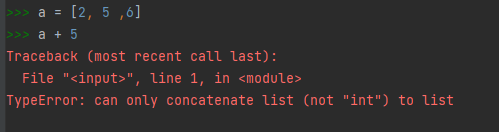 >>> a = [2, 5 ,6]
>>> a + 5
Traceback (most recent call last):
  File "<input>", line 1, in <module>
TypeError: can only concatenate list (not "int") to list